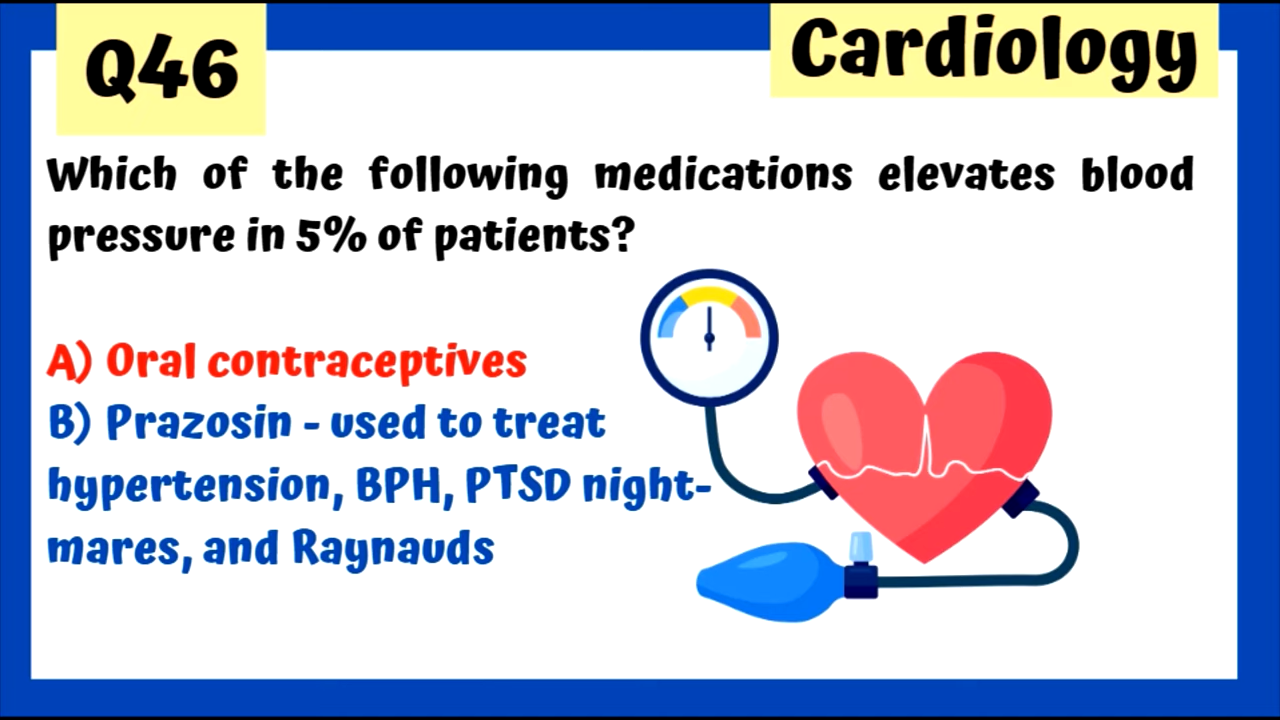 Q46
Cardiology
Which of the following medications elevates blood
pressure in 5% of patients?
A) Oral contraceptives
B) Prazosin - used to treat
hypertension, BPH, PTSD night-
mares, and Raynauds